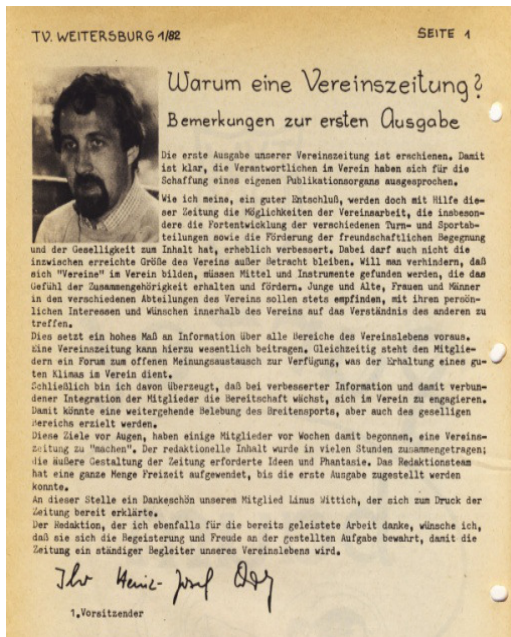 TV. WEITERSBURG 1/82
SEITE 1
Warum eine Vereinszeitung?
Bemerkungen zur ersten Ausgabe
Die erste Ausgabe unserer Vereinszeitung ist erschienen. Damit
ist klar, die Verantwortlichen im Verein haben sich für die
Schaffung eines eigenen Publikationsorgans ausgesprochen.
Wie ich meine, ein guter Entschluß, werden doch mit Hilfe die-
ser Zeitung die Möglichkeiten der Vereinsarbeit, die insbeson-
dere die Fortentwicklung der verschiedenen Turn- und Sportab-
teilungen sowie die Förderung der freundschaftlichen Begegnung
und der Geselligkeit zum Inhalt hat, erheblich verbessert. Dabei darf auch nicht die
inzwischen erreichte Größe des Vereins außer Betracht bleiben. Will man verhindern, daß
sich "Vereine" im Verein bilden, müssen Mittel und Instrumente gefunden werden, die das
Gefühl der Zusammengehörigkeit erhalten und fördern. Junge und Alte, Frauen und Männer
in den verschiedenen Abteilungen des Vereins sollen stets empfinden, mit ihren persön-
lichen Interessen und Wünschen innerhalb des Vereins auf das Verständnis des anderen zu
treffen.
Dies setzt ein hohes Maß an Information über alle Bereiche des Vereinslebens voraus.
Eine Vereinszeitung kann hierzu wesentlich beitragen. Gleichzeitig steht den Mitglie-
dern ein Forum zum offenen Meinungsaustausch zur Verfügung, was der Erhaltung eines gu-
ten Klimas im Verein dient.
Schließlich bin ich davon überzeugt, daß bei verbesserter Information und damit verbun-
dener Integration der Mitglieder die Bereitschaft wächst, sich im Verein zu engagieren.
Damit könnte eine weitergehende Belebung des Breitensports, aber auch des geselligen
Bereichs erzielt werden.
Diese Ziele vor Augen, haben einige Mitglieder vor Wochen damit begonnen, eine Vereins-
zeitung zu "machen". Der redaktionelle Inhalt wurde in vielen Stunden zusammengetragen;
die äußere Gestaltung der Zeitung erforderte Ideen und Phantasie. Das Redaktionsteam
hat eine ganze Menge Freizeit aufgewendet, bis die erste Ausgabe zugestellt werden
konnte.
An dieser Stelle ein Dankeschön unserem Mitglied Linus Wittich, der sich zum Druck der
Zeitung bereit erklärte.
Der Redaktion, der ich ebenfalls für die bereits geleistete Arbeit danke, wünsche ich,
daß sie sich die Begeisterung und Freude an der gestellten Aufgabe bewahrt, damit die
Zeitung ein ständiger Begleiter unseres Vereinslebens wird.
Ihr Heinz-Josef
1.Vorsitzender